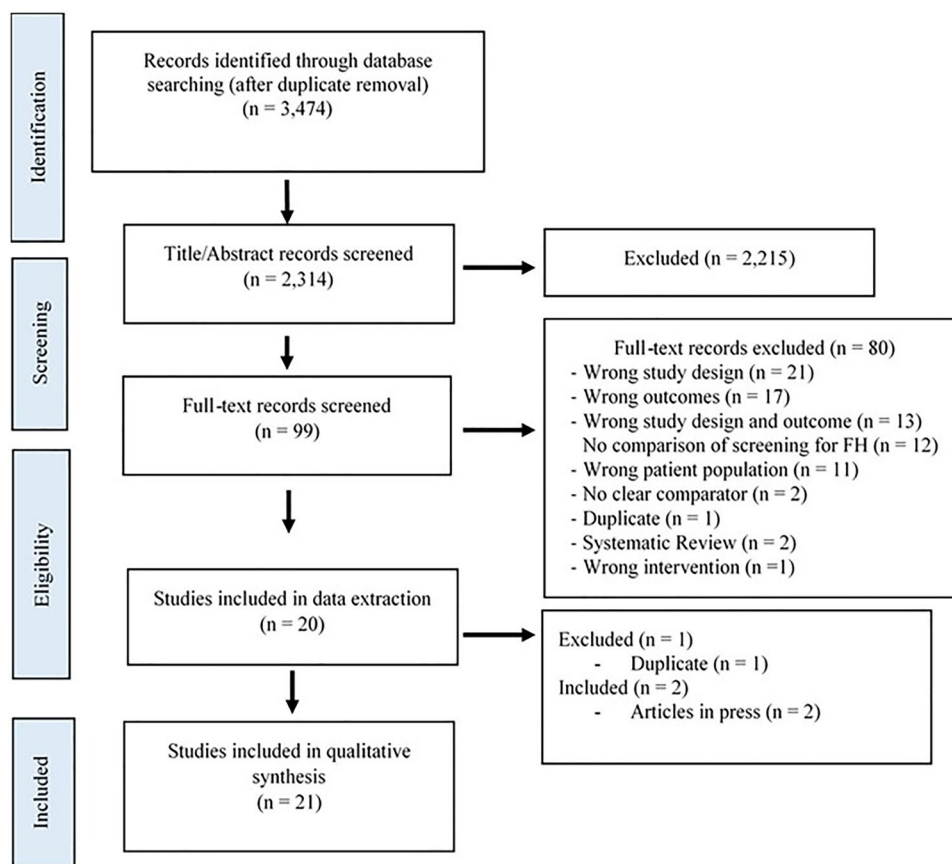 Identification
Records identified through database
searching (after duplicate removal)
(n = 3,474)
Title/Abstract records screened
(n = 2,314)
Excluded (n = 2,215)
Screening
Full-text records screened
(n = 99)
Full-text records excluded (n = 80)
- Wrong study design (n = 21)
- Wrong outcomes (n = 17)
- Wrong study design and outcome (n = 13)
No comparison of screening for FH (n = 12)
- Wrong patient population (n = 11)
- No clear comparator (n = 2)
- Duplicate (n = 1)
- Systematic Review (n = 2)
- Wrong intervention (n =1)
Eligibility
Studies included in data extraction
(n = 20)
Excluded (n = 1)
- Duplicate (n = 1)
Included (n = 2)
- Articles in press (n = 2)
Included
Studies included in qualitative
synthesis
(n = 21)